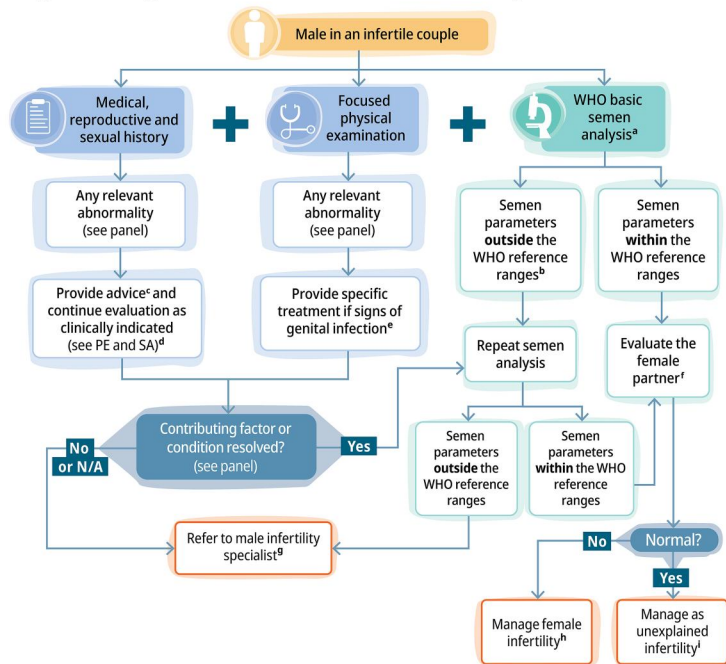 Male in an infertile couple
Medical,
reproductive and
sexual history
+
Focused
physical
examination
+
WHO basic
semen
analysisa
Any relevant
abnormality
(see panel)
Any relevant
abnormality
(see panel)
Semen
parameters
outside the
WHO reference
rangesb
Semen
parameters
within the
WHO reference
ranges
Provide advicec and
continue evaluation as
clinically indicated
(see PE and SA)d
Provide specific
treatment if signs of
genital infectione
Repeat semen
analysis
Evaluate the
female
partnerf
Contributing factor or
condition resolved?
(see panel)
No
or N/A
Yes
Semen
parameters
outside the
WHO reference
ranges
Semen
parameters
within the WHO
reference
ranges
Refer to male infertility
specialistg
Normal?
No
Yes
Manage female
infertilityh
Manage as
unexplained
infertilityi